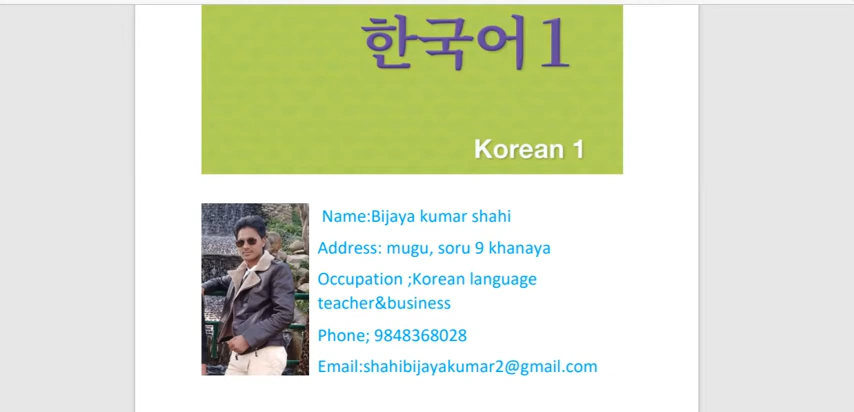 한국어1
Korean 1
Name:Bijaya kumar shahi
Address: mugu, soru 9 khanaya
Occupation ;Korean language
teacher&business
Phone; 9848368028
Email:shahibijayakumar2@gmail.com